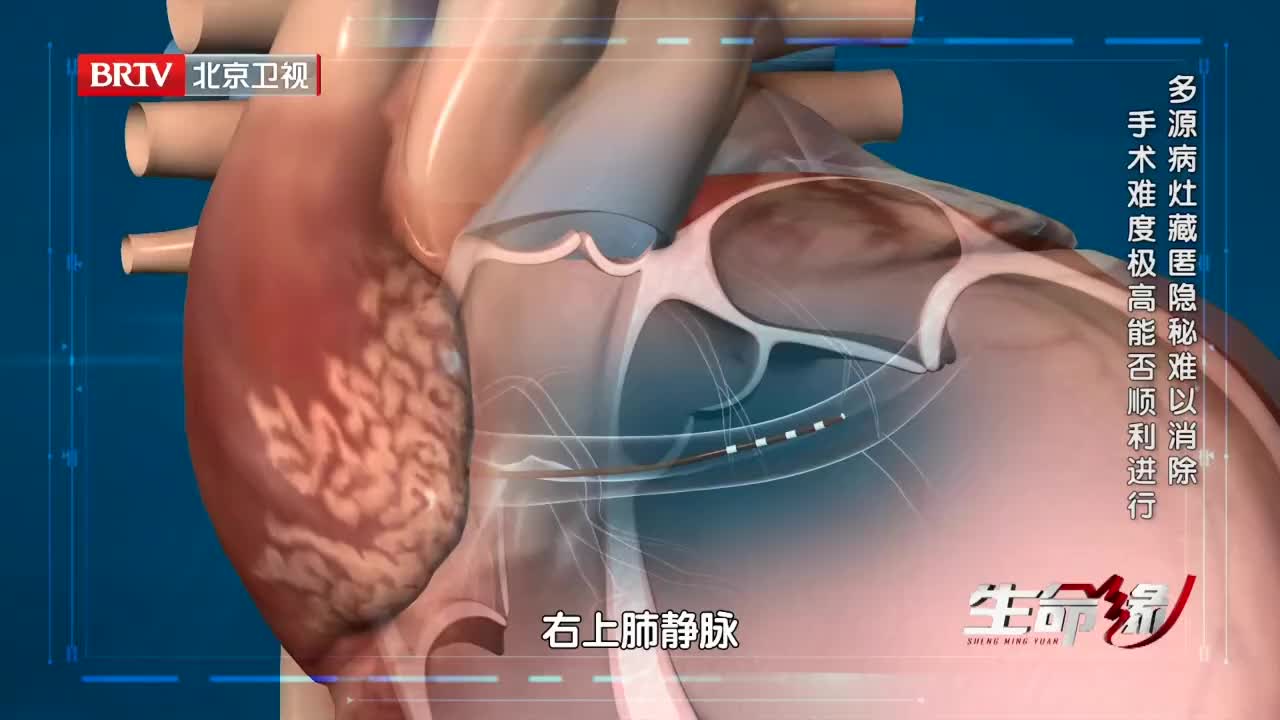 BRTV 北京卫视
多源病灶藏匿隐秘难以消除
手术难度极高能否顺利进行
右上肺静脉
生命缘
SHENG MING YUAN